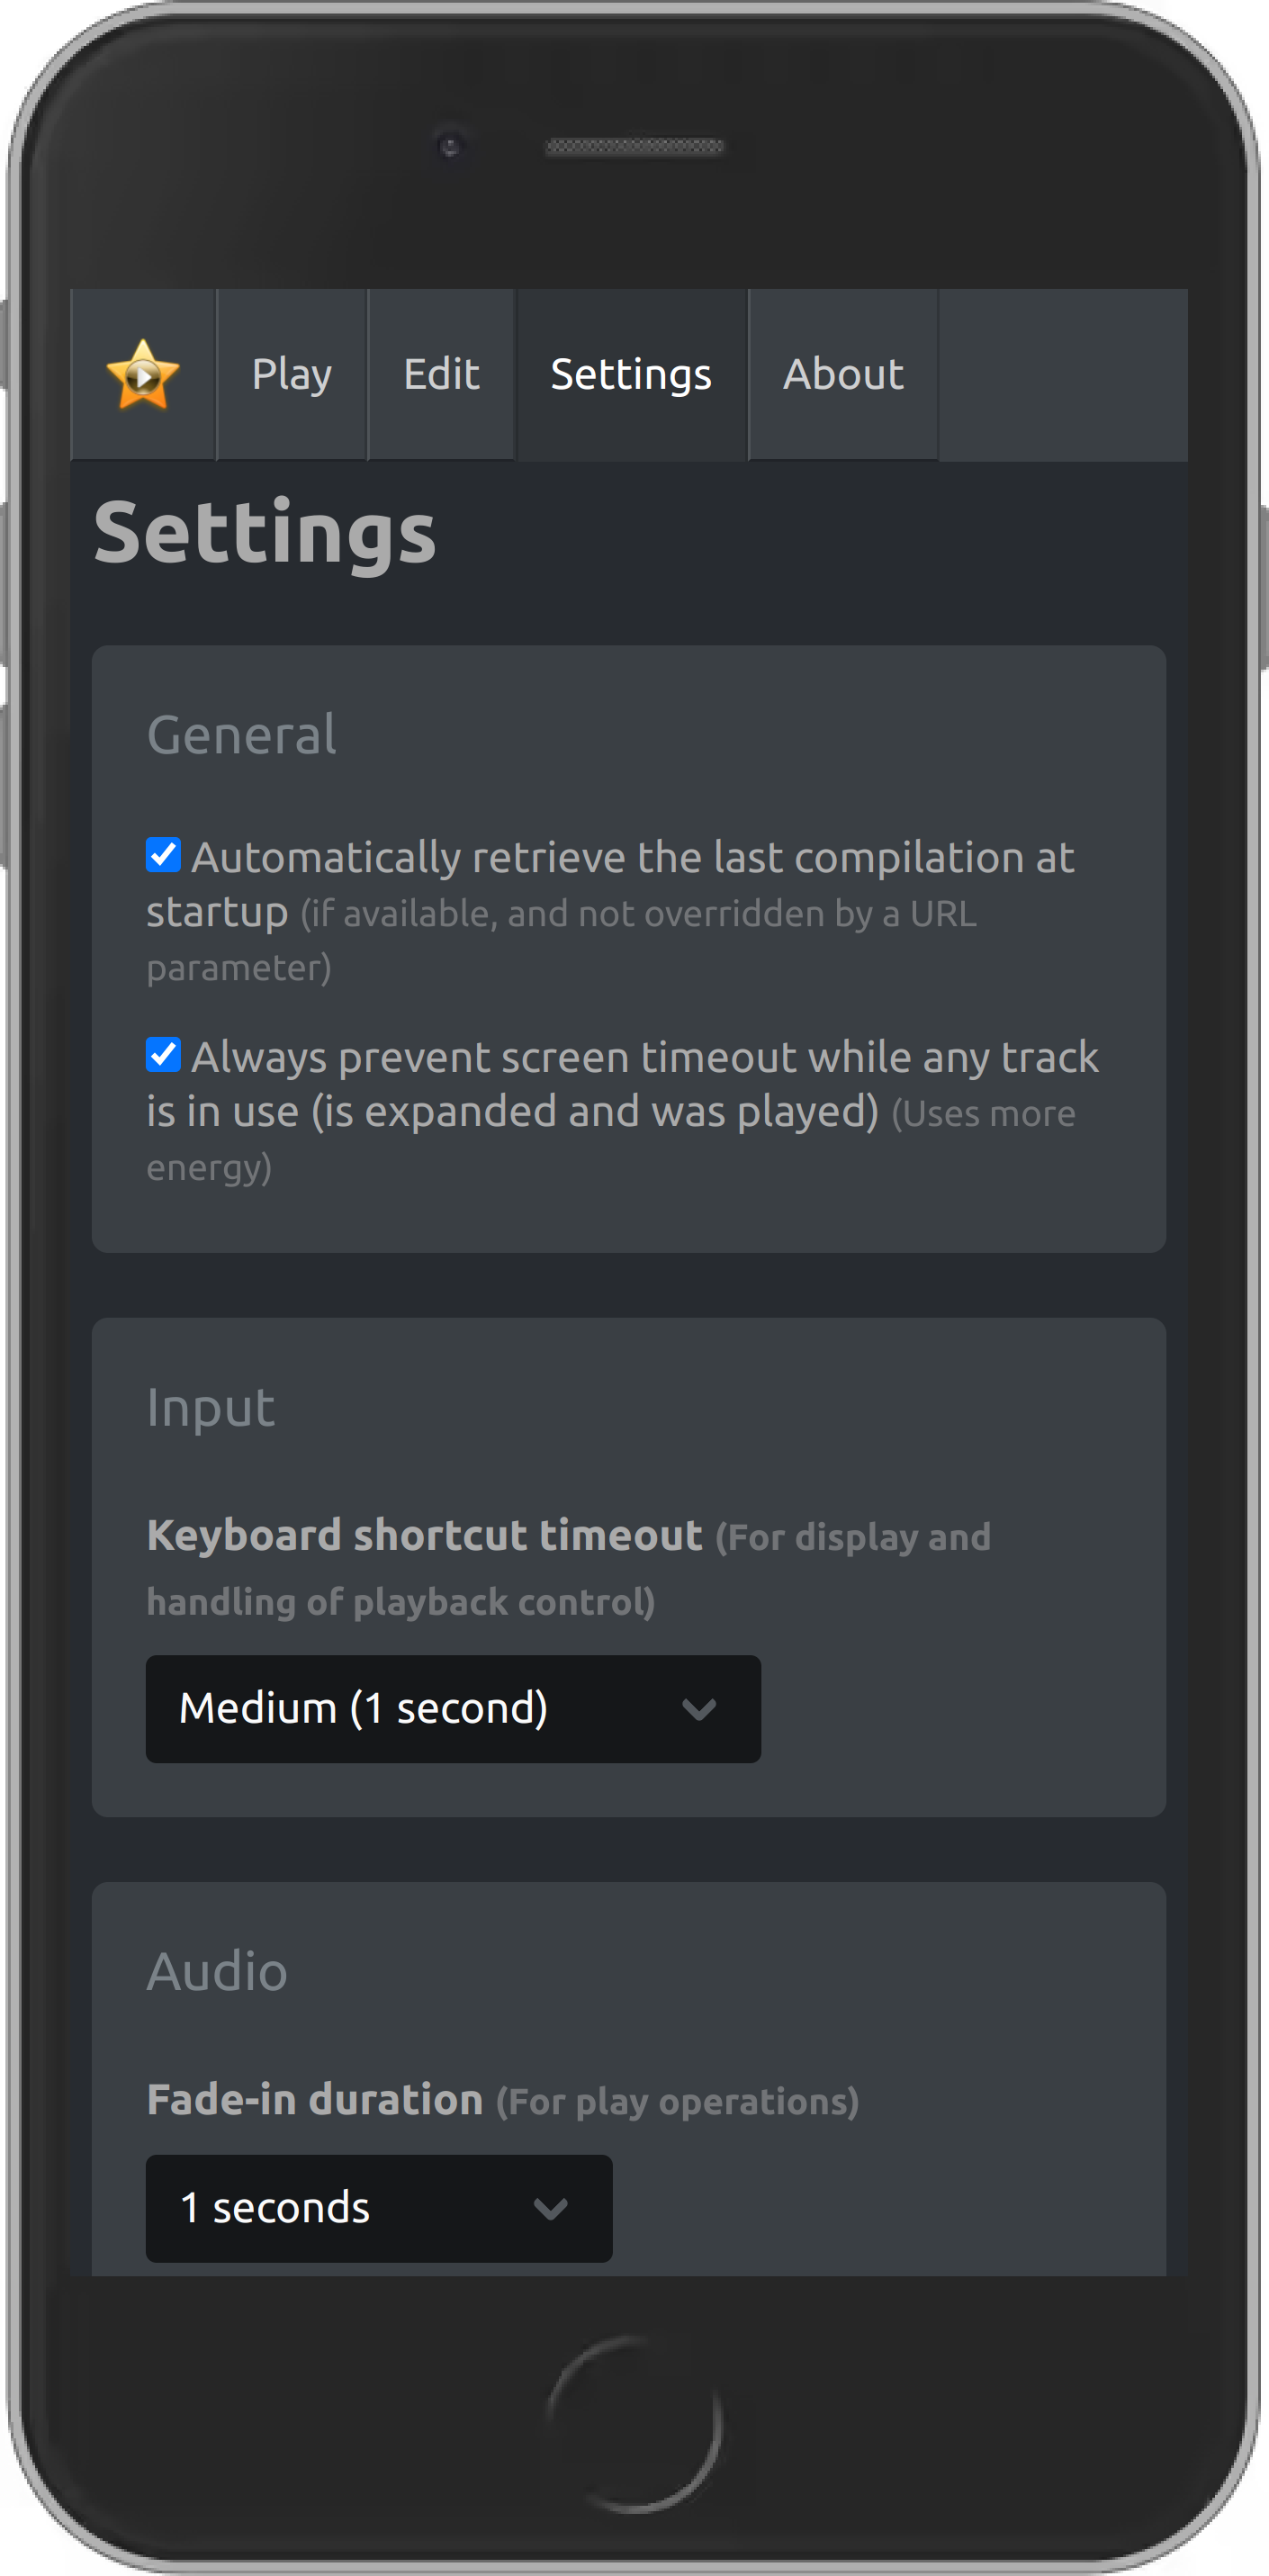 Play Edit Settings About
Settings
General
Automatically retrieve the last compilation at
startup (if available, and not overridden by a URL
parameter)
Always prevent screen timeout while any track
is in use (is expanded and was played) (Uses more
energy)
Input
Keyboard shortcut timeout (For display and
handling of playback control)
Medium (1 second)
Audio
Fade-in duration (For play operations)
1 seconds